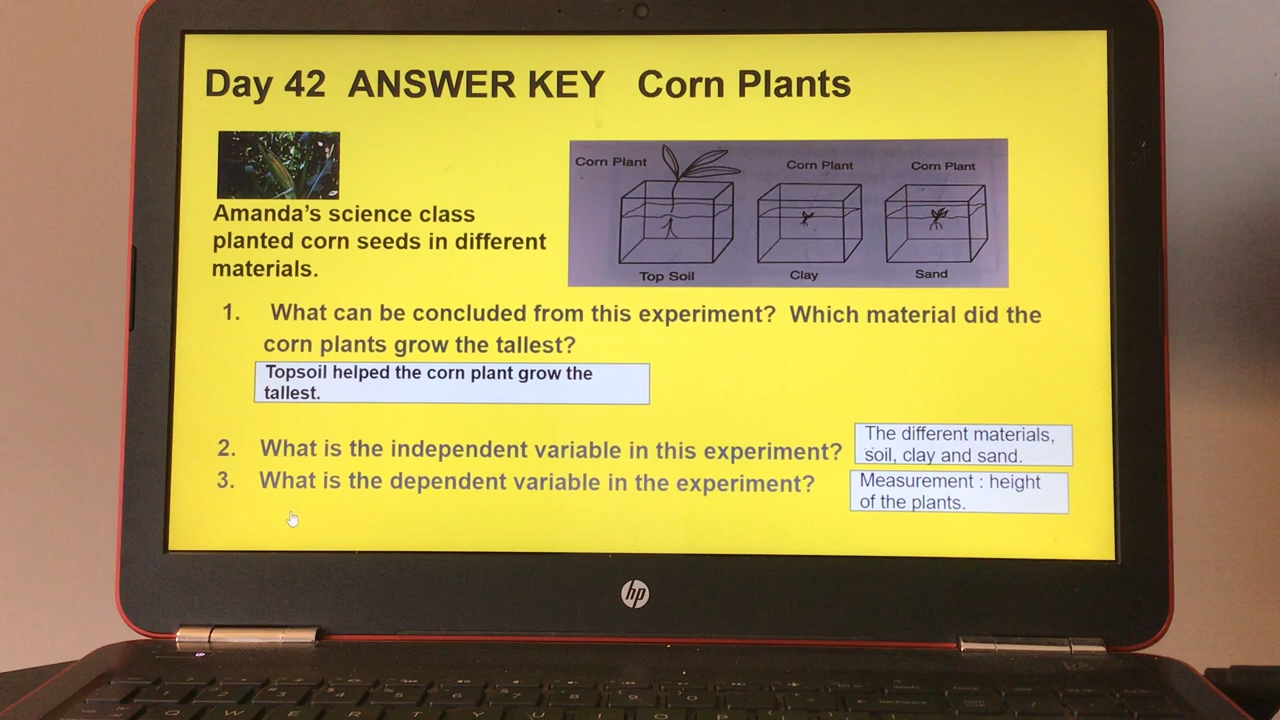 Day 42 ANSWER KEY Corn Plants
Corn Plant
Corn Plant
Corn Plant
Top Soil
Clay
Sand
Amanda's science class
planted corn seeds in different
materials.
1. What can be concluded from this experiment? Which material did the
corn plants grow the tallest?
Topsoil helped the corn plant grow the
tallest.
2. What is the independent variable in this experiment?
The different materials,
soil, clay and sand.
3. What is the dependent variable in the experiment?
Measurement : height
of the plants.
hp